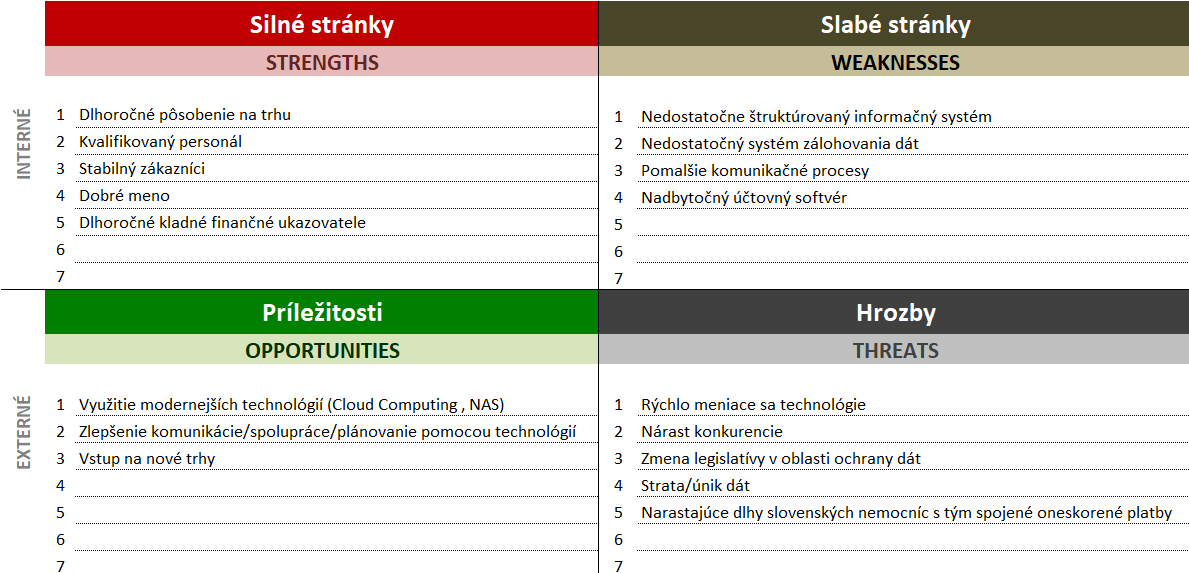 Silné stránky
STRENGTHS
INTERNÉ
1 Dlhoročné pôsobenie na trhu
2 Kvalifikovaný personál
3 Stabilný zákazníci
4 Dobré meno
5 Dlhoročné kladné finančné ukazovatele
6
7
Slabé stránky
WEAKNESSES
1 Nedostatočne štruktúrovaný informačný systém
2 Nedostatočný systém zálohovania dát
3 Pomalšie komunikačné procesy
4 Nadbytočný účtovný softvér
5
6
7
Príležitosti
OPPORTUNITIES
EXTERNÉ
1 Využitie modernejších technológií (Cloud Computing , NAS)
2 Zlepšenie komunikácie/spolupráce/plánovanie pomocou technológií
3 Vstup na nové trhy
4
5
6
7
Hrozby
THREATS
1 Rýchlo meniace sa technológie
2 Nárast konkurencie
3 Zmena legislatívy v oblasti ochrany dát
4 Strata/únik dát
5 Narastajúce dlhy slovenských nemocníc s tým spojené oneskorené platby
6
7